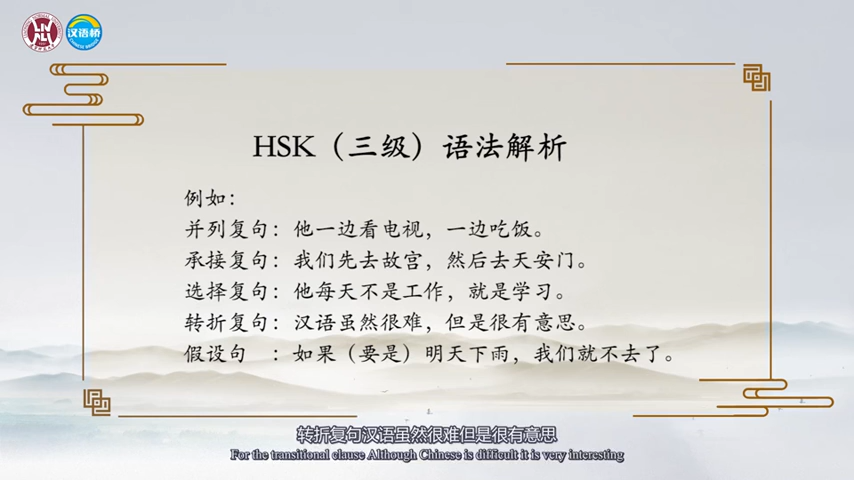 汉语桥
CHINESE BRIDGE
HSK（三级）语法解析
例如：
并列复句：他一边看电视，一边吃饭。
承接复句：我们先去故宫，然后去天安门。
选择复句：他每天不是工作，就是学习。
转折复句：汉语虽然很难，但是很有意思。
假设句　：如果（要是）明天下雨，我们就不去了。
转折复句汉语虽然很难但是很有意思
For the transitional clause Although Chinese is difficult it is very interesting